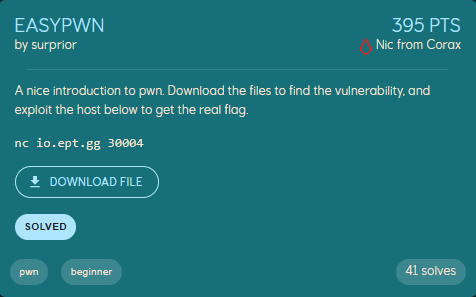 EASYPWN 395 PTS
by surprior Nic from Corax
A nice introduction to pwn. Download the files to find the vulnerability, and
exploit the host below to get the real flag.
nc io.ept.gg 30004
DOWNLOAD FILE
SOLVED
pwn beginner 41 solves